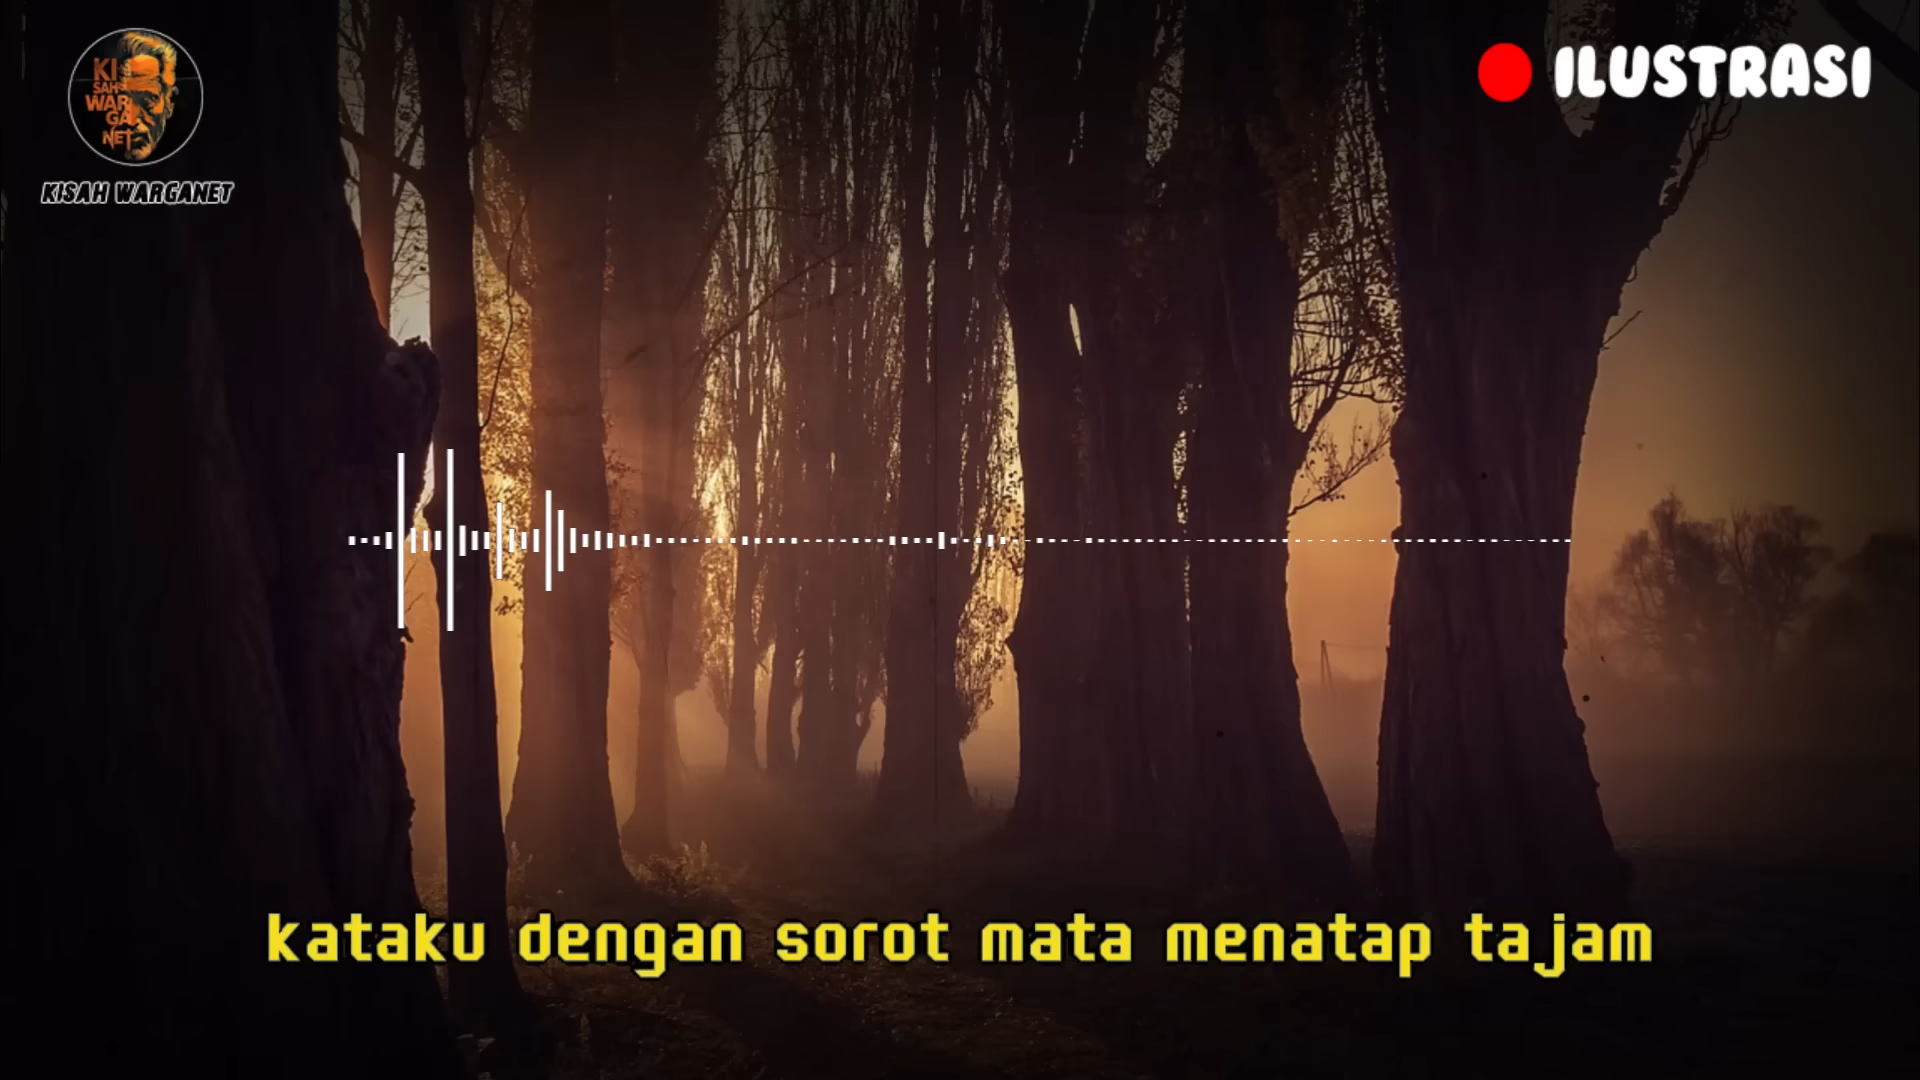 KI
SAH
WAR
GA
NET
KISAH WARGANET
ILUSTRASI
kataku dengan sorot mata menatap tajam